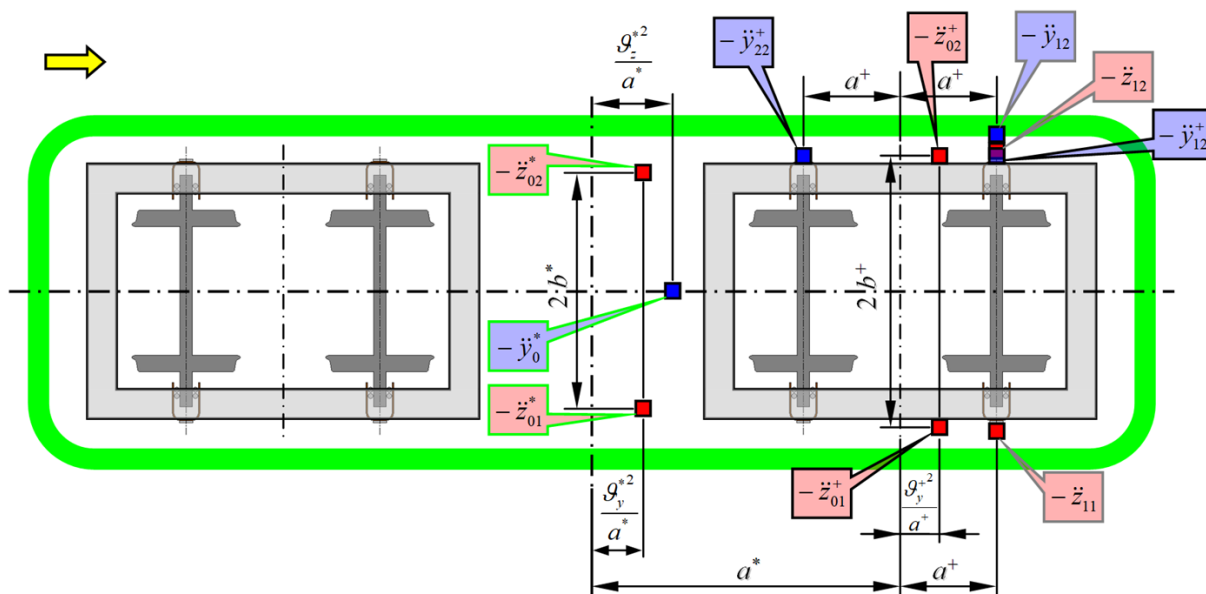 ϑ_z^{*2} / a^*
− ÿ_{22}^+
− z̈_{02}^+
− ÿ_{12}
− z̈_{12}
− ÿ_{12}^+
a^+
a^+
− z̈_{02}^*
2·b^*
2·b^+
− ÿ_0^*
− z̈_{01}^*
− z̈_{01}^+
− z̈_{11}
ϑ_y^{*2} / a^*
ϑ_y^{+2} / a^+
a^*
a^+